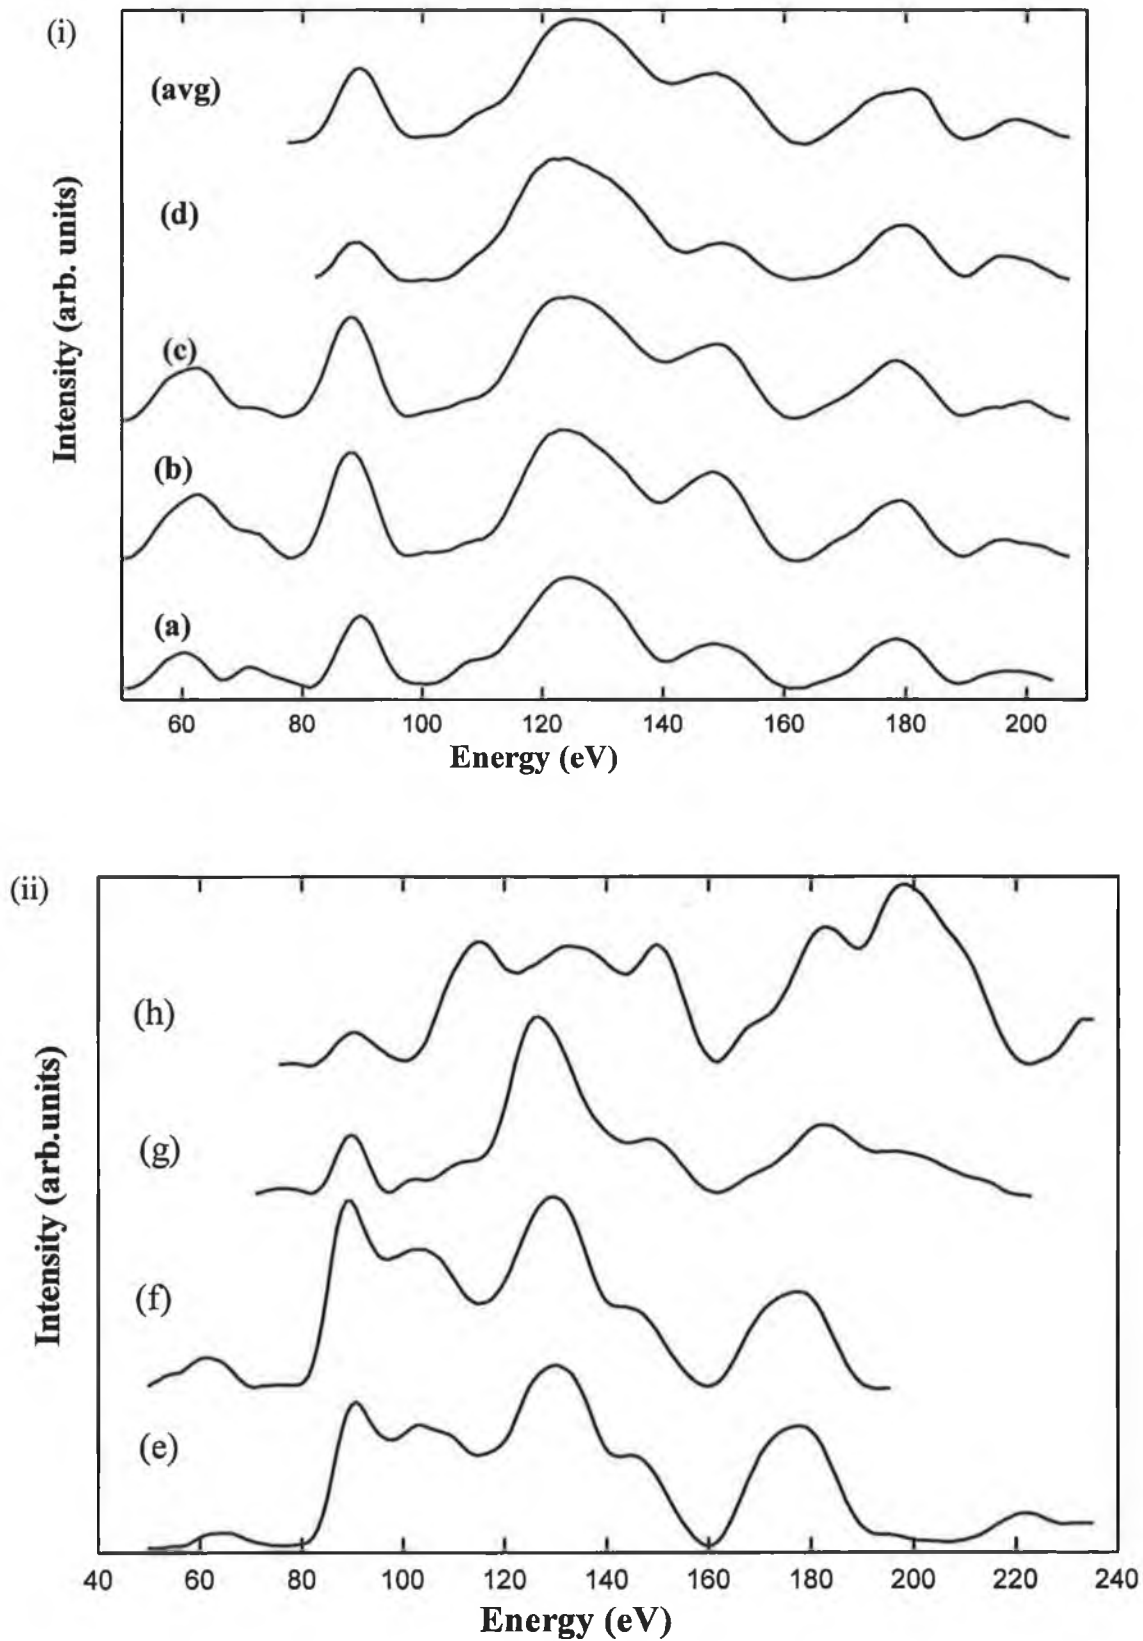 (i)
(avg)
(d)
(c)
(b)
(a)
Intensity (arb. units)
60 80 100 120 140 160 180 200
Energy (eV)
(ii)
(h)
(g)
(f)
(e)
Intensity (arb.units)
40 60 80 100 120 140 160 180 200 220 240
Energy (eV)